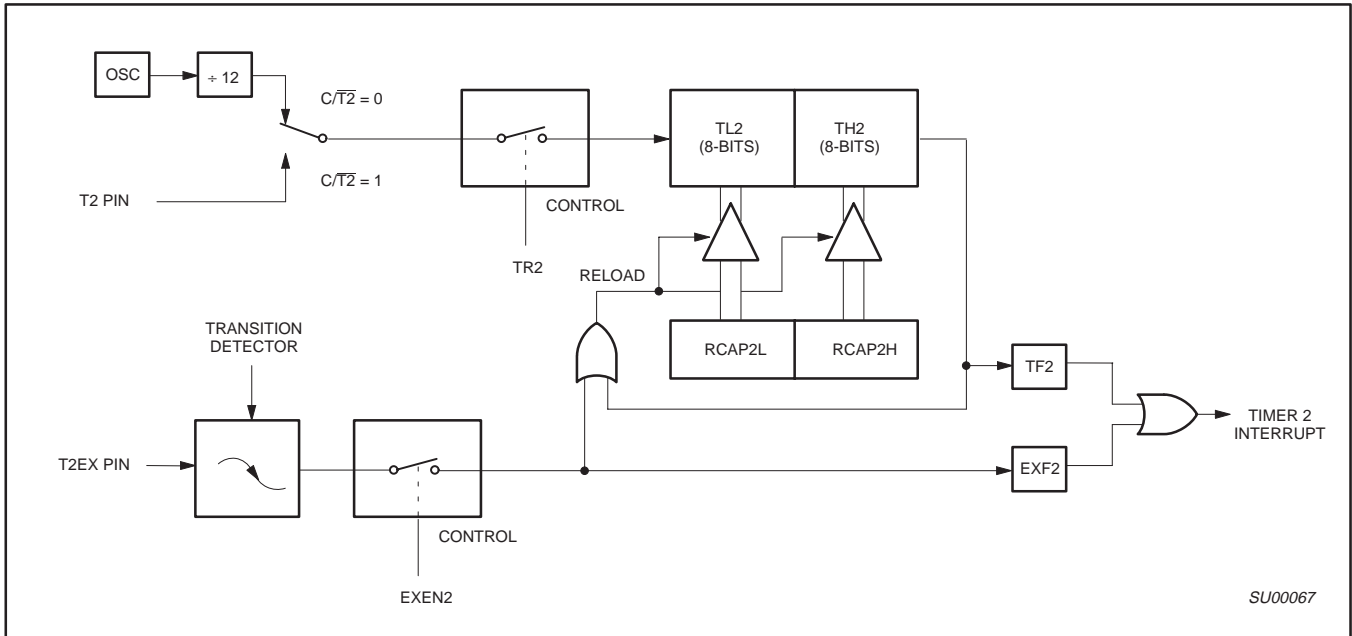 OSC
÷ 12
C/T2̅ = 0
C/T2̅ = 1
T2 PIN
CONTROL
TR2
TL2
(8-BITS)
TH2
(8-BITS)
RELOAD
RCAP2L
RCAP2H
TRANSITION
DETECTOR
T2EX PIN
CONTROL
EXEN2
TF2
EXF2
TIMER 2
INTERRUPT
SU00067